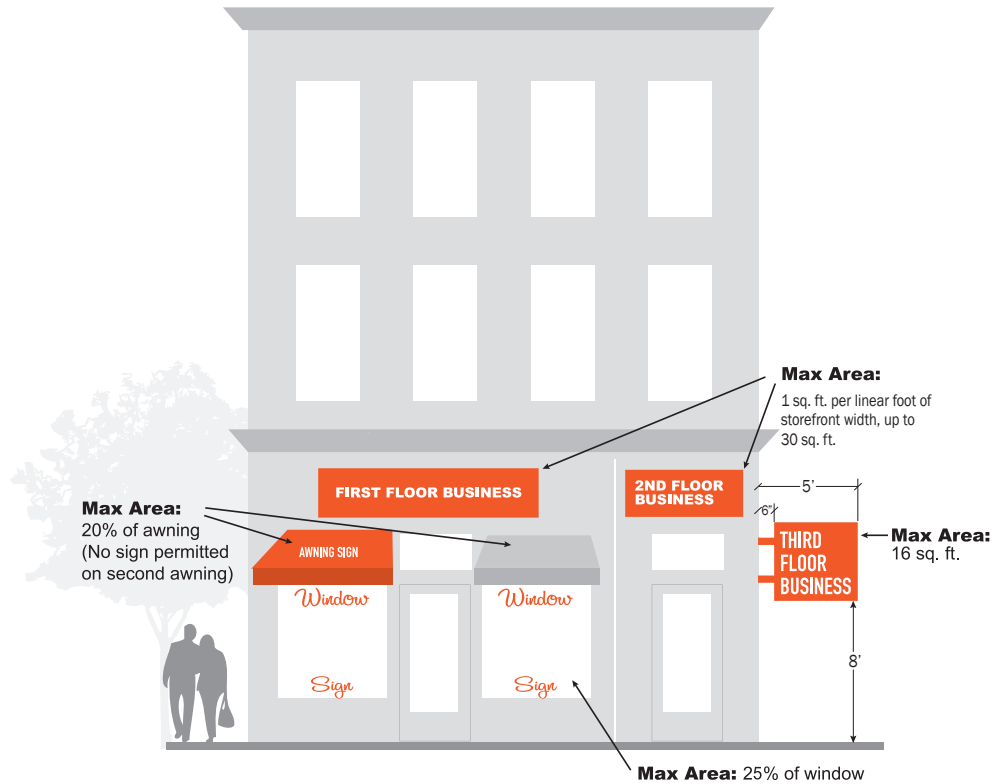 Max Area:
1 sq. ft. per linear foot of
storefront width, up to
30 sq. ft.
FIRST FLOOR BUSINESS
2ND FLOOR
BUSINESS
5’
6”
Max Area:
20% of awning
(No sign permitted
on second awning)
AWNING SIGN
THIRD
FLOOR
BUSINESS
Max Area:
16 sq. ft.
Window
Sign
Window
Sign
8’
Max Area: 25% of window